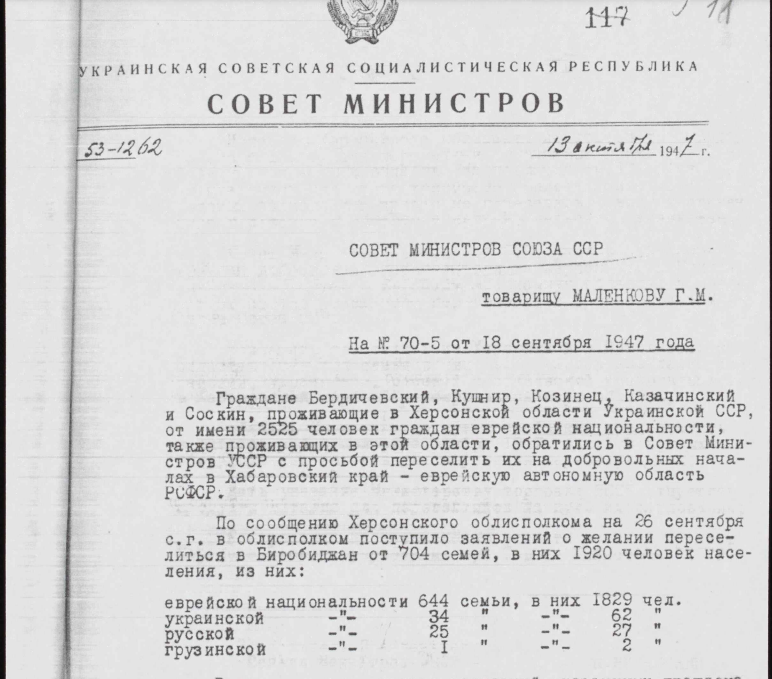 117
УКРАИНСКАЯ СОВЕТСКАЯ СОЦИАЛИСТИЧЕСКАЯ РЕСПУБЛИКА
СОВЕТ МИНИСТРОВ
53-1262
13 октября 1947 г.
СОВЕТ МИНИСТРОВ СОЮЗА ССР
товарищу МАЛЕНКОВУ Г.М.
На № 70-5 от 18 сентября 1947 года
Граждане Бердичевский, Кушнир, Козинец, Казачинский
и Соскин, проживающие в Херсонской области Украинской ССР,
от имени 2525 человек граждан еврейской национальности,
также проживающих в этой области, обратились в Совет Мини-
стров УССР с просьбой переселить их на добровольных нача-
лах в Хабаровский край - еврейскую автономную область
РСФСР.
По сообщению Херсонского облисполкома на 26 сентября
с.г. в облисполком поступило заявлений о желании пересе-
литься в Биробиджан от 704 семей, в них 1920 человек насе-
ления, из них:
еврейской национальности 644 семьи, в них 1829 чел.
украинской -"- 34 " -"- 62 "
русской -"- 25 " -"- 27 "
грузинской -"- I " -"- 2 "